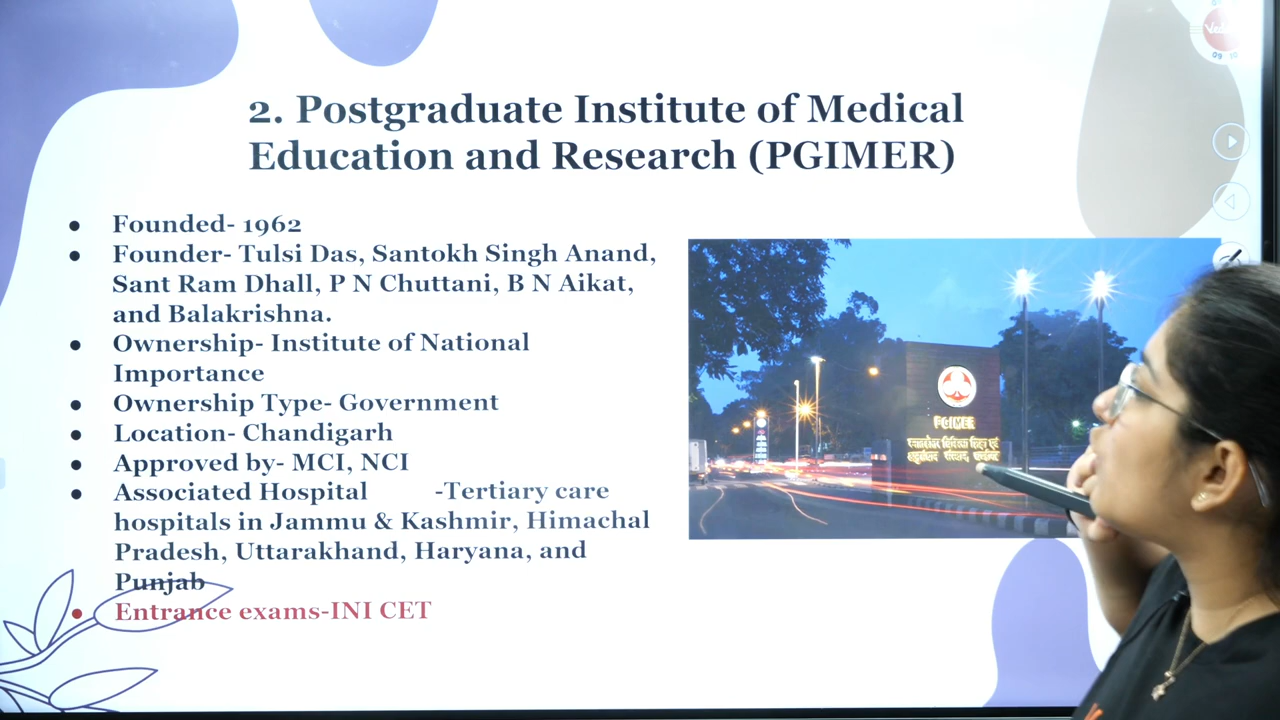 2. Postgraduate Institute of Medical
Education and Research (PGIMER)
● Founded- 1962
● Founder- Tulsi Das, Santokh Singh Anand,
Sant Ram Dhall, P N Chuttani, B N Aikat,
and Balakrishna.
● Ownership- Institute of National
Importance
● Ownership Type- Government
● Location- Chandigarh
● Approved by- MCI, NCI
● Associated Hospital -Tertiary care
hospitals in Jammu & Kashmir, Himachal
Pradesh, Uttarakhand, Haryana, and
Punjab
● Entrance exams-INI CET
PGIMER